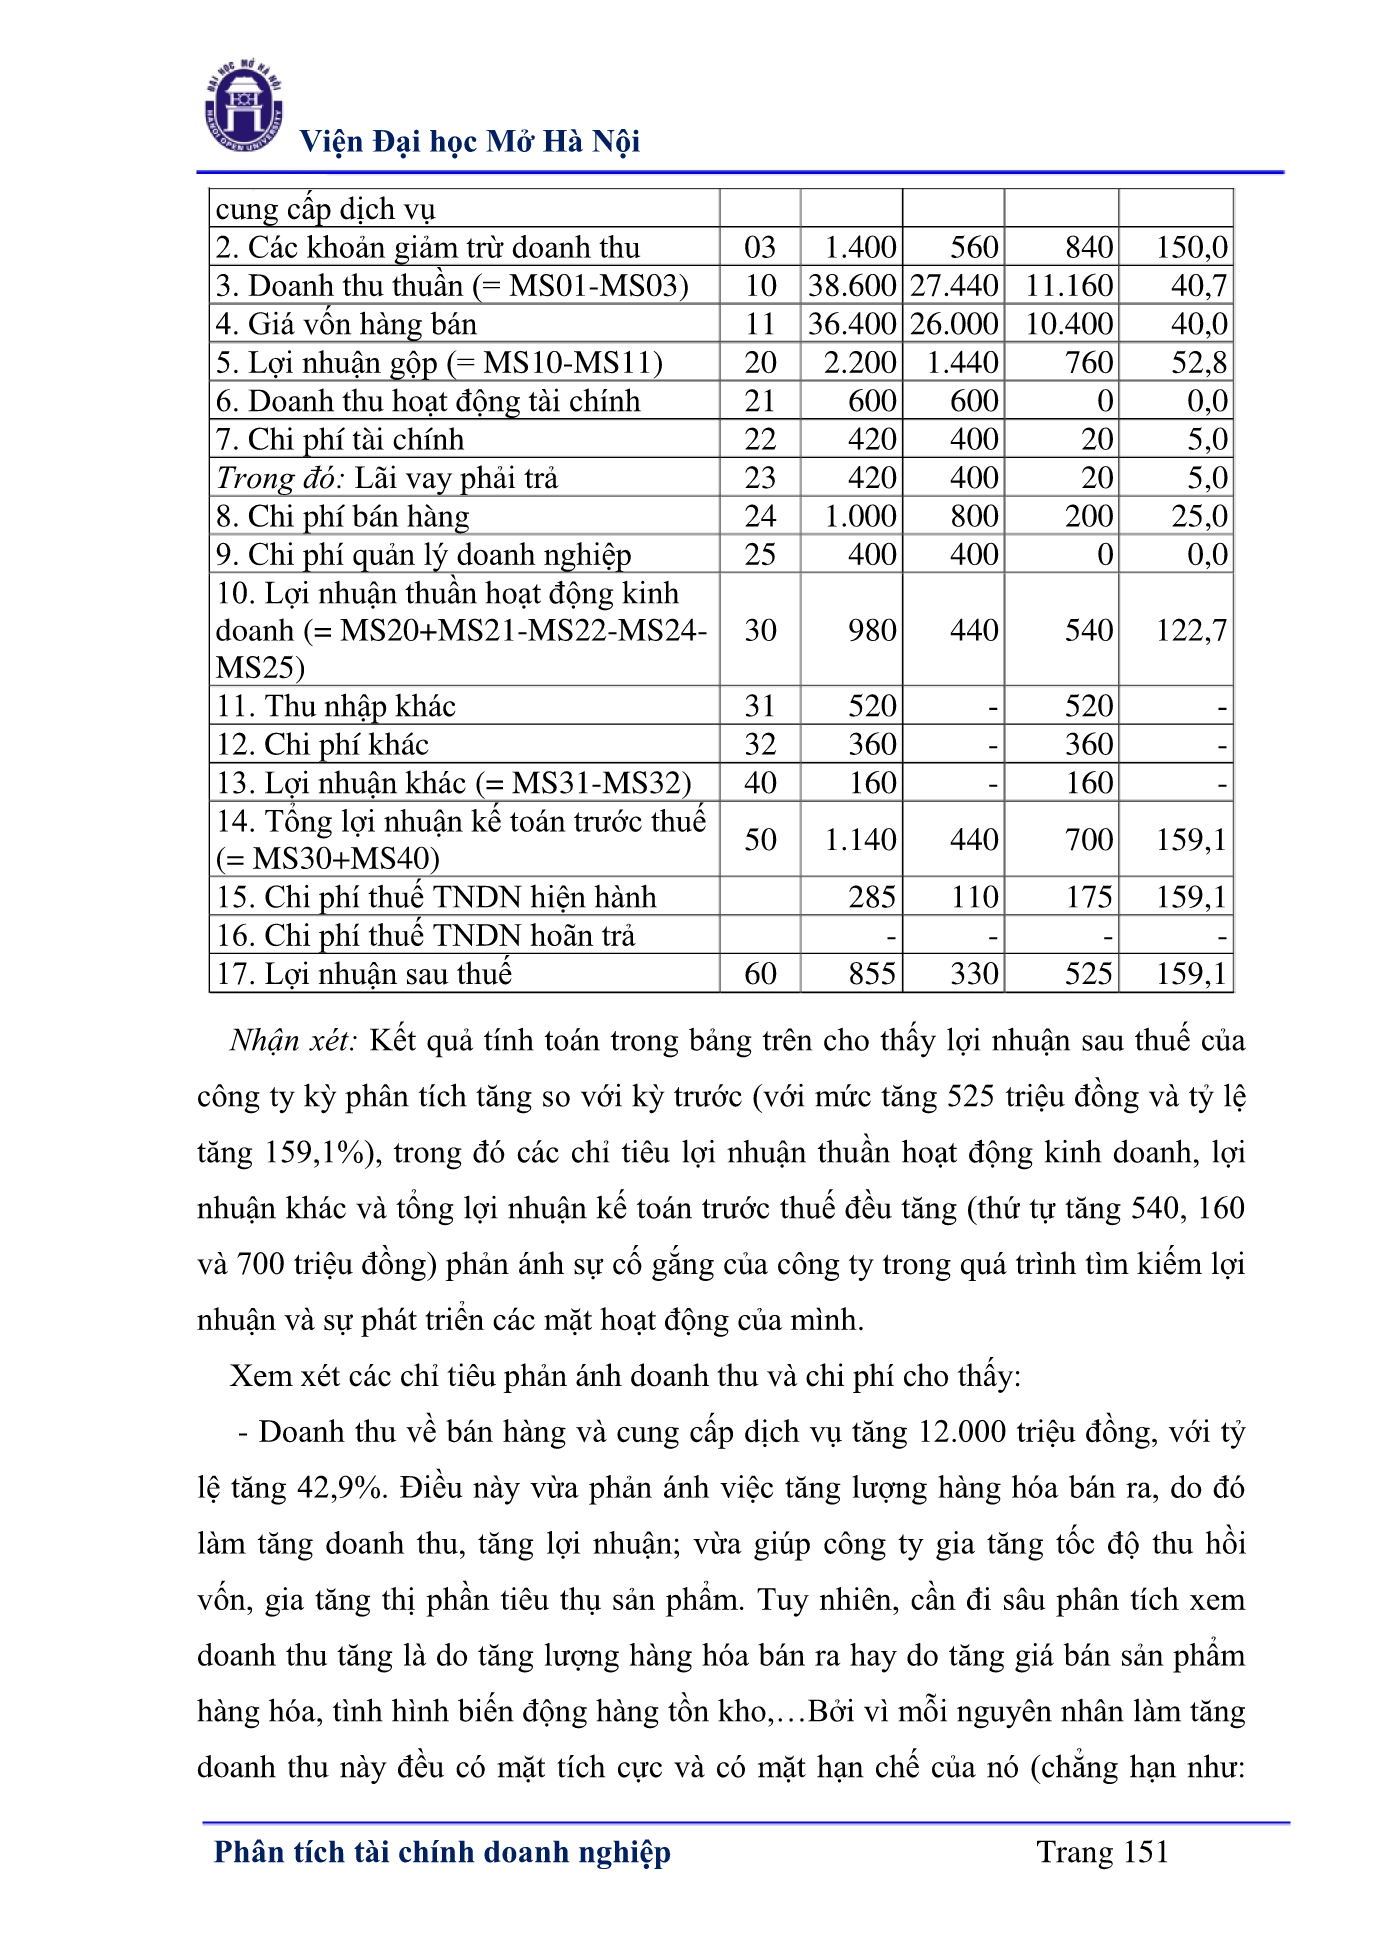 ĐẠI HỌC MỞ HÀ NỘI
HANOI OPEN UNIVERSITY
Viện Đại học Mở Hà Nội
cung cấp dịch vụ
2. Các khoản giảm trừ doanh thu 03 1.400 560 840 150,0
3. Doanh thu thuần (= MS01-MS03) 10 38.600 27.440 11.160 40,7
4. Giá vốn hàng bán 11 36.400 26.000 10.400 40,0
5. Lợi nhuận gộp (= MS10-MS11) 20 2.200 1.440 760 52,8
6. Doanh thu hoạt động tài chính 21 600 600 0 0,0
7. Chi phí tài chính 22 420 400 20 5,0
Trong đó: Lãi vay phải trả 23 420 400 20 5,0
8. Chi phí bán hàng 24 1.000 800 200 25,0
9. Chi phí quản lý doanh nghiệp 25 400 400 0 0,0
10. Lợi nhuận thuần hoạt động kinh
doanh (= MS20+MS21-MS22-MS24- 30 980 440 540 122,7
MS25)
11. Thu nhập khác 31 520 - 520 -
12. Chi phí khác 32 360 - 360 -
13. Lợi nhuận khác (= MS31-MS32) 40 160 - 160 -
14. Tổng lợi nhuận kế toán trước thuế
(= MS30+MS40) 50 1.140 440 700 159,1
15. Chi phí thuế TNDN hiện hành 285 110 175 159,1
16. Chi phí thuế TNDN hoãn trả - - - -
17. Lợi nhuận sau thuế 60 855 330 525 159,1
Nhận xét: Kết quả tính toán trong bảng trên cho thấy lợi nhuận sau thuế của
công ty kỳ phân tích tăng so với kỳ trước (với mức tăng 525 triệu đồng và tỷ lệ
tăng 159,1%), trong đó các chỉ tiêu lợi nhuận thuần hoạt động kinh doanh, lợi
nhuận khác và tổng lợi nhuận kế toán trước thuế đều tăng (thứ tự tăng 540, 160
và 700 triệu đồng) phản ánh sự cố gắng của công ty trong quá trình tìm kiếm lợi
nhuận và sự phát triển các mặt hoạt động của mình.
Xem xét các chỉ tiêu phản ánh doanh thu và chi phí cho thấy:
- Doanh thu về bán hàng và cung cấp dịch vụ tăng 12.000 triệu đồng, với tỷ
lệ tăng 42,9%. Điều này vừa phản ánh việc tăng lượng hàng hóa bán ra, do đó
làm tăng doanh thu, tăng lợi nhuận; vừa giúp công ty gia tăng tốc độ thu hồi
vốn, gia tăng thị phần tiêu thụ sản phẩm. Tuy nhiên, cần đi sâu phân tích xem
doanh thu tăng là do tăng lượng hàng hóa bán ra hay do tăng giá bán sản phẩm
hàng hóa, tình hình biến động hàng tồn kho,…Bởi vì mỗi nguyên nhân làm tăng
doanh thu này đều có mặt tích cực và có mặt hạn chế của nó (chẳng hạn như:
Phân tích tài chính doanh nghiệp Trang 151